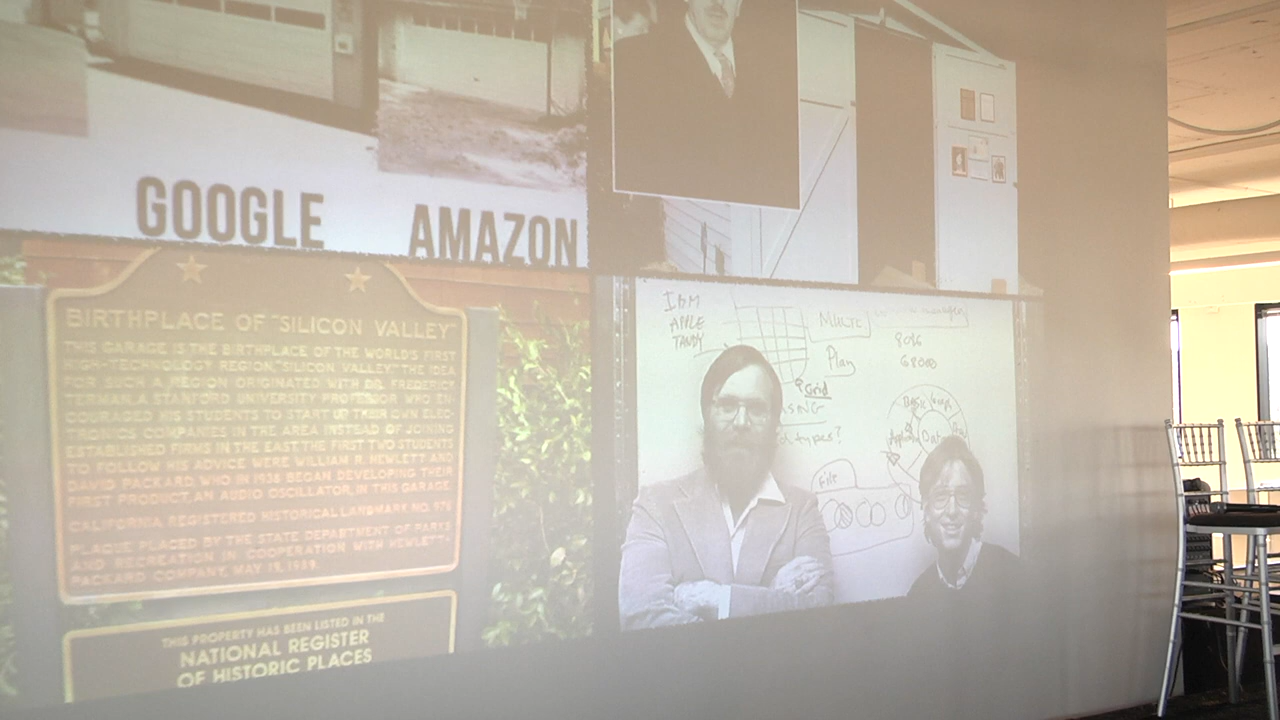 GOOGLE AMAZON
BIRTHPLACE OF "SILICON VALLEY"
THIS GARAGE IS THE BIRTHPLACE OF THE WORLD'S FIRST
HIGH-TECHNOLOGY REGION, "SILICON VALLEY." THE IDEA
FOR SUCH A REGION ORIGINATED WITH DR. FREDERICK
TERMAN, A STANFORD UNIVERSITY PROFESSOR WHO EN-
COURAGED HIS STUDENTS TO START UP THEIR OWN ELEC-
TRONICS COMPANIES IN THE AREA INSTEAD OF JOINING
ESTABLISHED FIRMS IN THE EAST. THE FIRST TWO STUDENTS
TO FOLLOW HIS ADVICE WERE WILLIAM R. HEWLETT AND
DAVID PACKARD, WHO IN 1938 BEGAN DEVELOPING THEIR
FIRST PRODUCT, AN AUDIO OSCILLATOR, IN THIS GARAGE.
CALIFORNIA REGISTERED HISTORICAL LANDMARK NO. 976
PLAQUE PLACED BY THE STATE DEPARTMENT OF PARKS
AND RECREATION IN COOPERATION WITH HEWLETT-
PACKARD COMPANY, MAY 19, 1989.
THIS PROPERTY HAS BEEN LISTED IN THE
NATIONAL REGISTER
OF HISTORIC PLACES
IBM
APPLE
TANDY
MULTI
Plan
8086
68000
Grid
BASIC
Data
types?
File